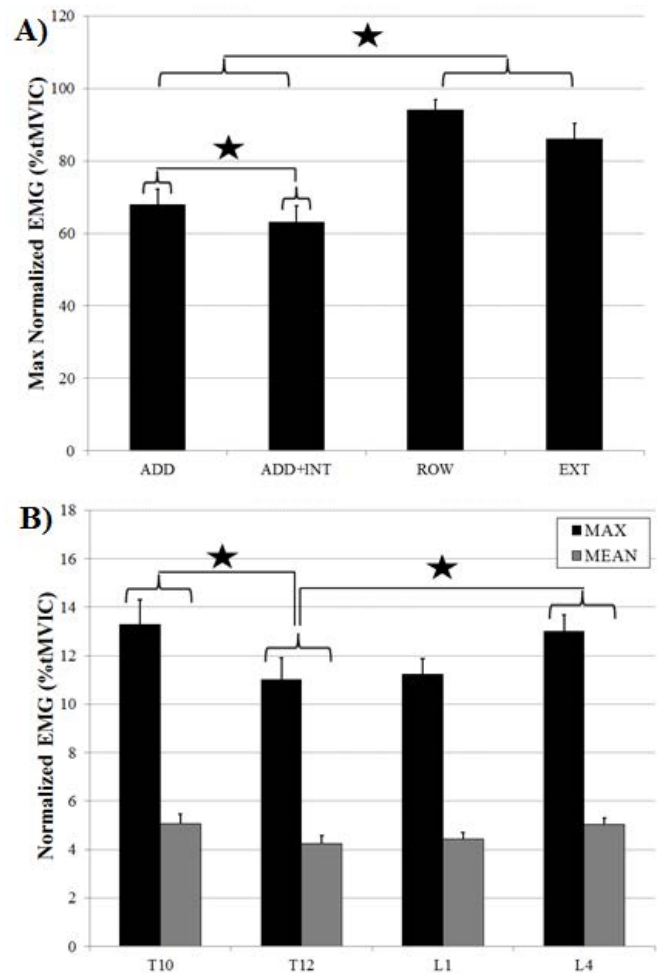 A)
Max Normalized EMG (%tMVIC)
120
100
80
60
40
20
0
ADD ADD+INT ROW EXT
B)
Normalized EMG (%tMVIC)
18
16
14
12
10
8
6
4
2
0
MAX
MEAN
T10 T12 L1 L4